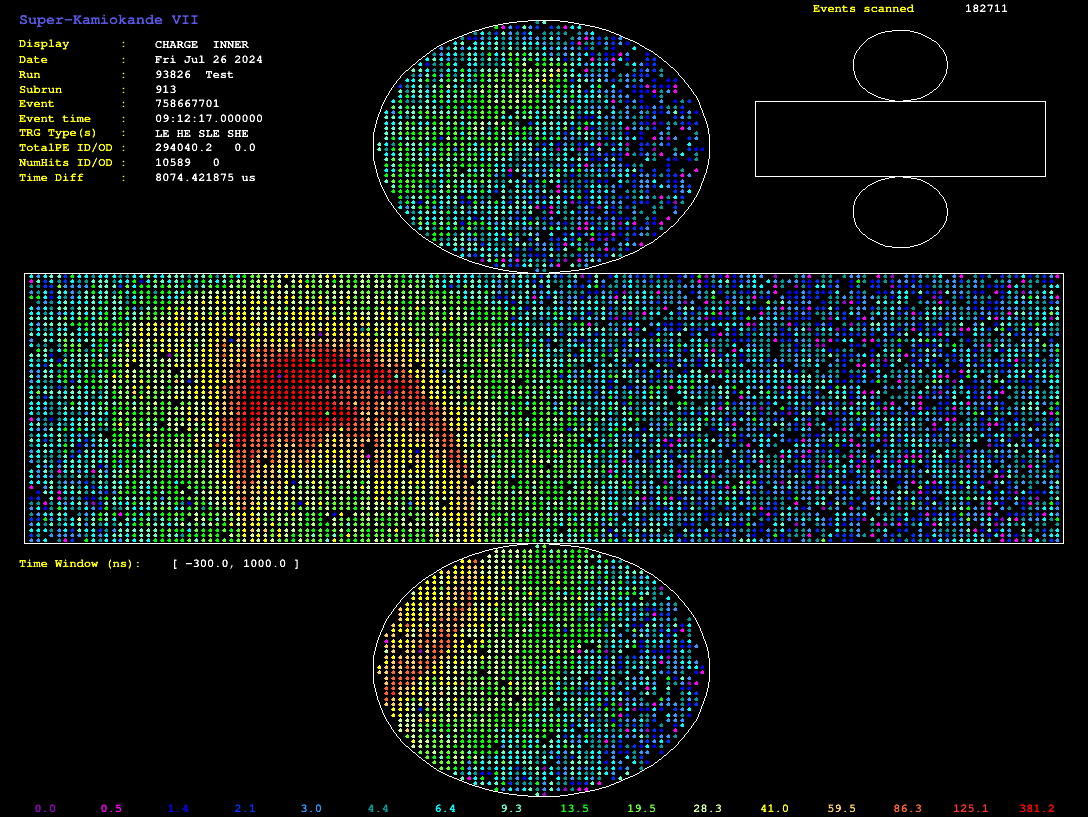 Super-Kamiokande VII
Events scanned 182711
Display : CHARGE INNER
Date : Fri Jul 26 2024
Run : 93826 Test
Subrun : 913
Event : 758667701
Event time : 09:12:17.000000
TRG Type(s) : LE HE SLE SHE
TotalPE ID/OD : 294040.2 0.0
NumHits ID/OD : 10589 0
Time Diff : 8074.421875 us
Time Window (ns): [ -300.0, 1000.0 ]
0.0 0.5 1.4 2.1 3.0 4.4 6.4 9.3 13.5 19.5 28.3 41.0 59.5 86.3 125.1 381.2